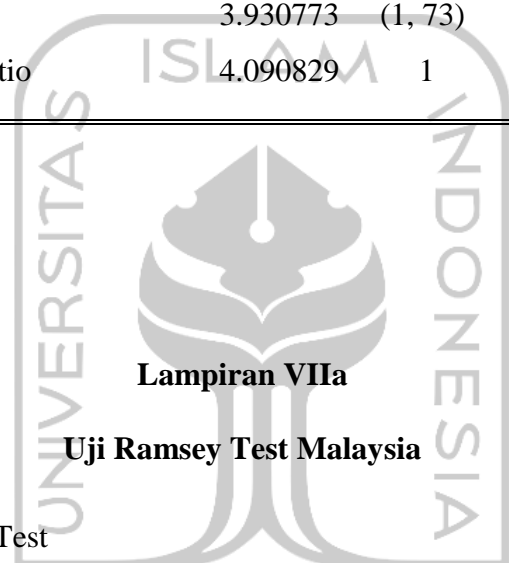 3.930773 (1, 73)
tio 4.090829 1
ISLAM
UNIVERSITAS
INDONESIA
Lampiran VIIa
Uji Ramsey Test Malaysia
Test